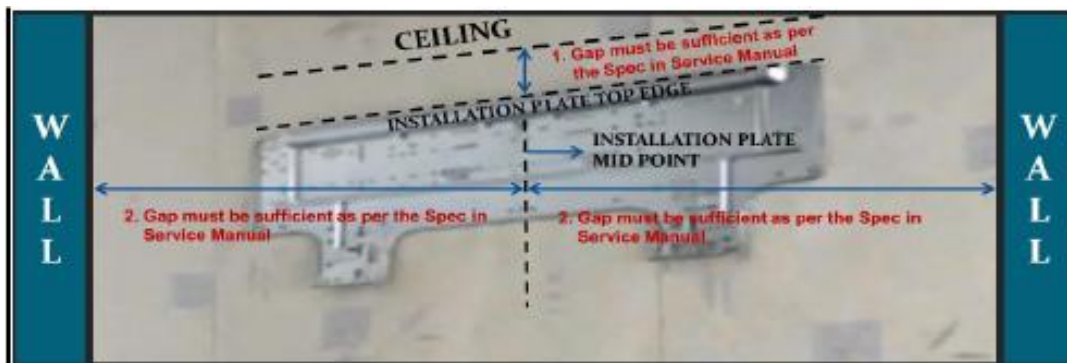 CEILING
1. Gap must be sufficient as per
the Spec in Service Manual
INSTALLATION PLATE TOP EDGE
INSTALLATION PLATE
MID POINT
WALL
2. Gap must be sufficient as per the Spec in
Service Manual
2. Gap must be sufficient as per the Spec in
Service Manual
WALL